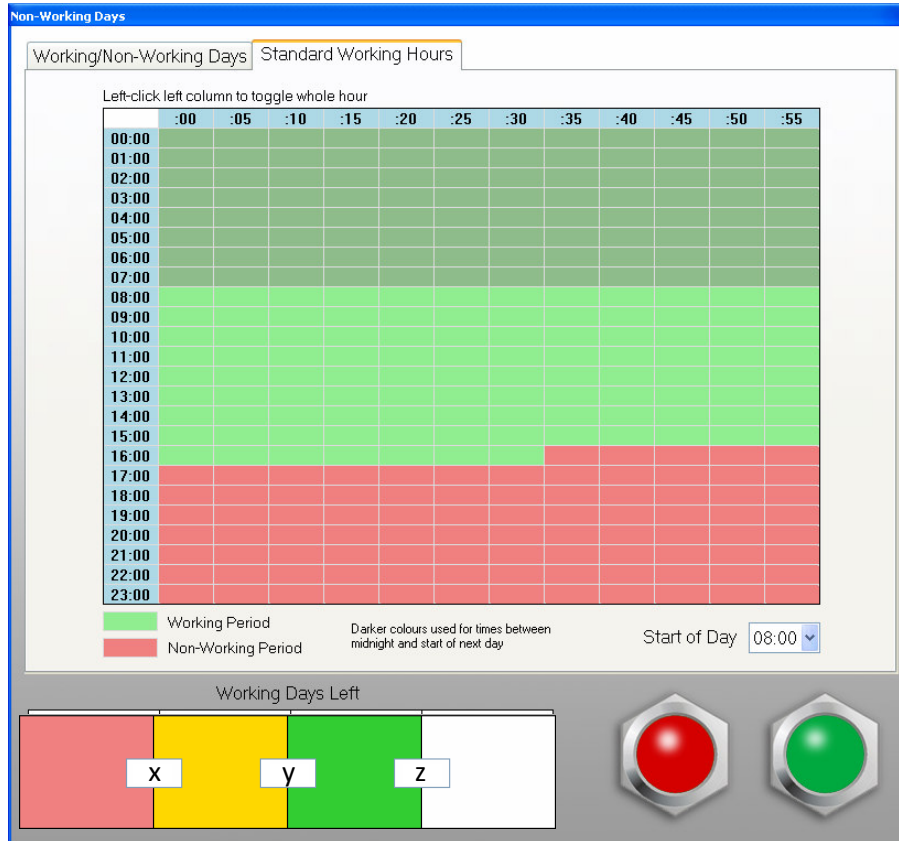 Non-Working Days
Working/Non-Working Days Standard Working Hours
Left-click left column to toggle whole hour
:00 :05 :10 :15 :20 :25 :30 :35 :40 :45 :50 :55
00:00
01:00
02:00
03:00
04:00
05:00
06:00
07:00
08:00
09:00
10:00
11:00
12:00
13:00
14:00
15:00
16:00
17:00
18:00
19:00
20:00
21:00
22:00
23:00
Working Period
Non-Working Period
Darker colours used for times between
midnight and start of next day
Start of Day 08:00
Working Days Left
x y z